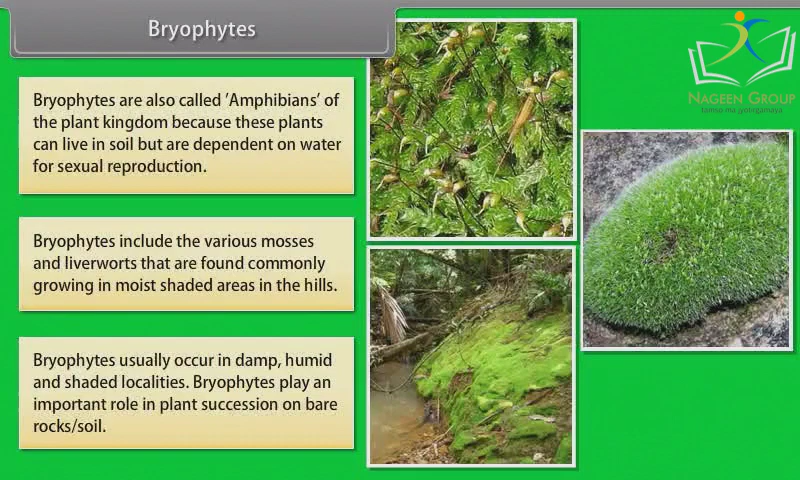 Bryophytes
NAGEEN GROUP
tamso ma jyotirgamaya
Bryophytes are also called 'Amphibians' of
the plant kingdom because these plants
can live in soil but are dependent on water
for sexual reproduction.
Bryophytes include the various mosses
and liverworts that are found commonly
growing in moist shaded areas in the hills.
Bryophytes usually occur in damp, humid
and shaded localities. Bryophytes play an
important role in plant succession on bare
rocks/soil.